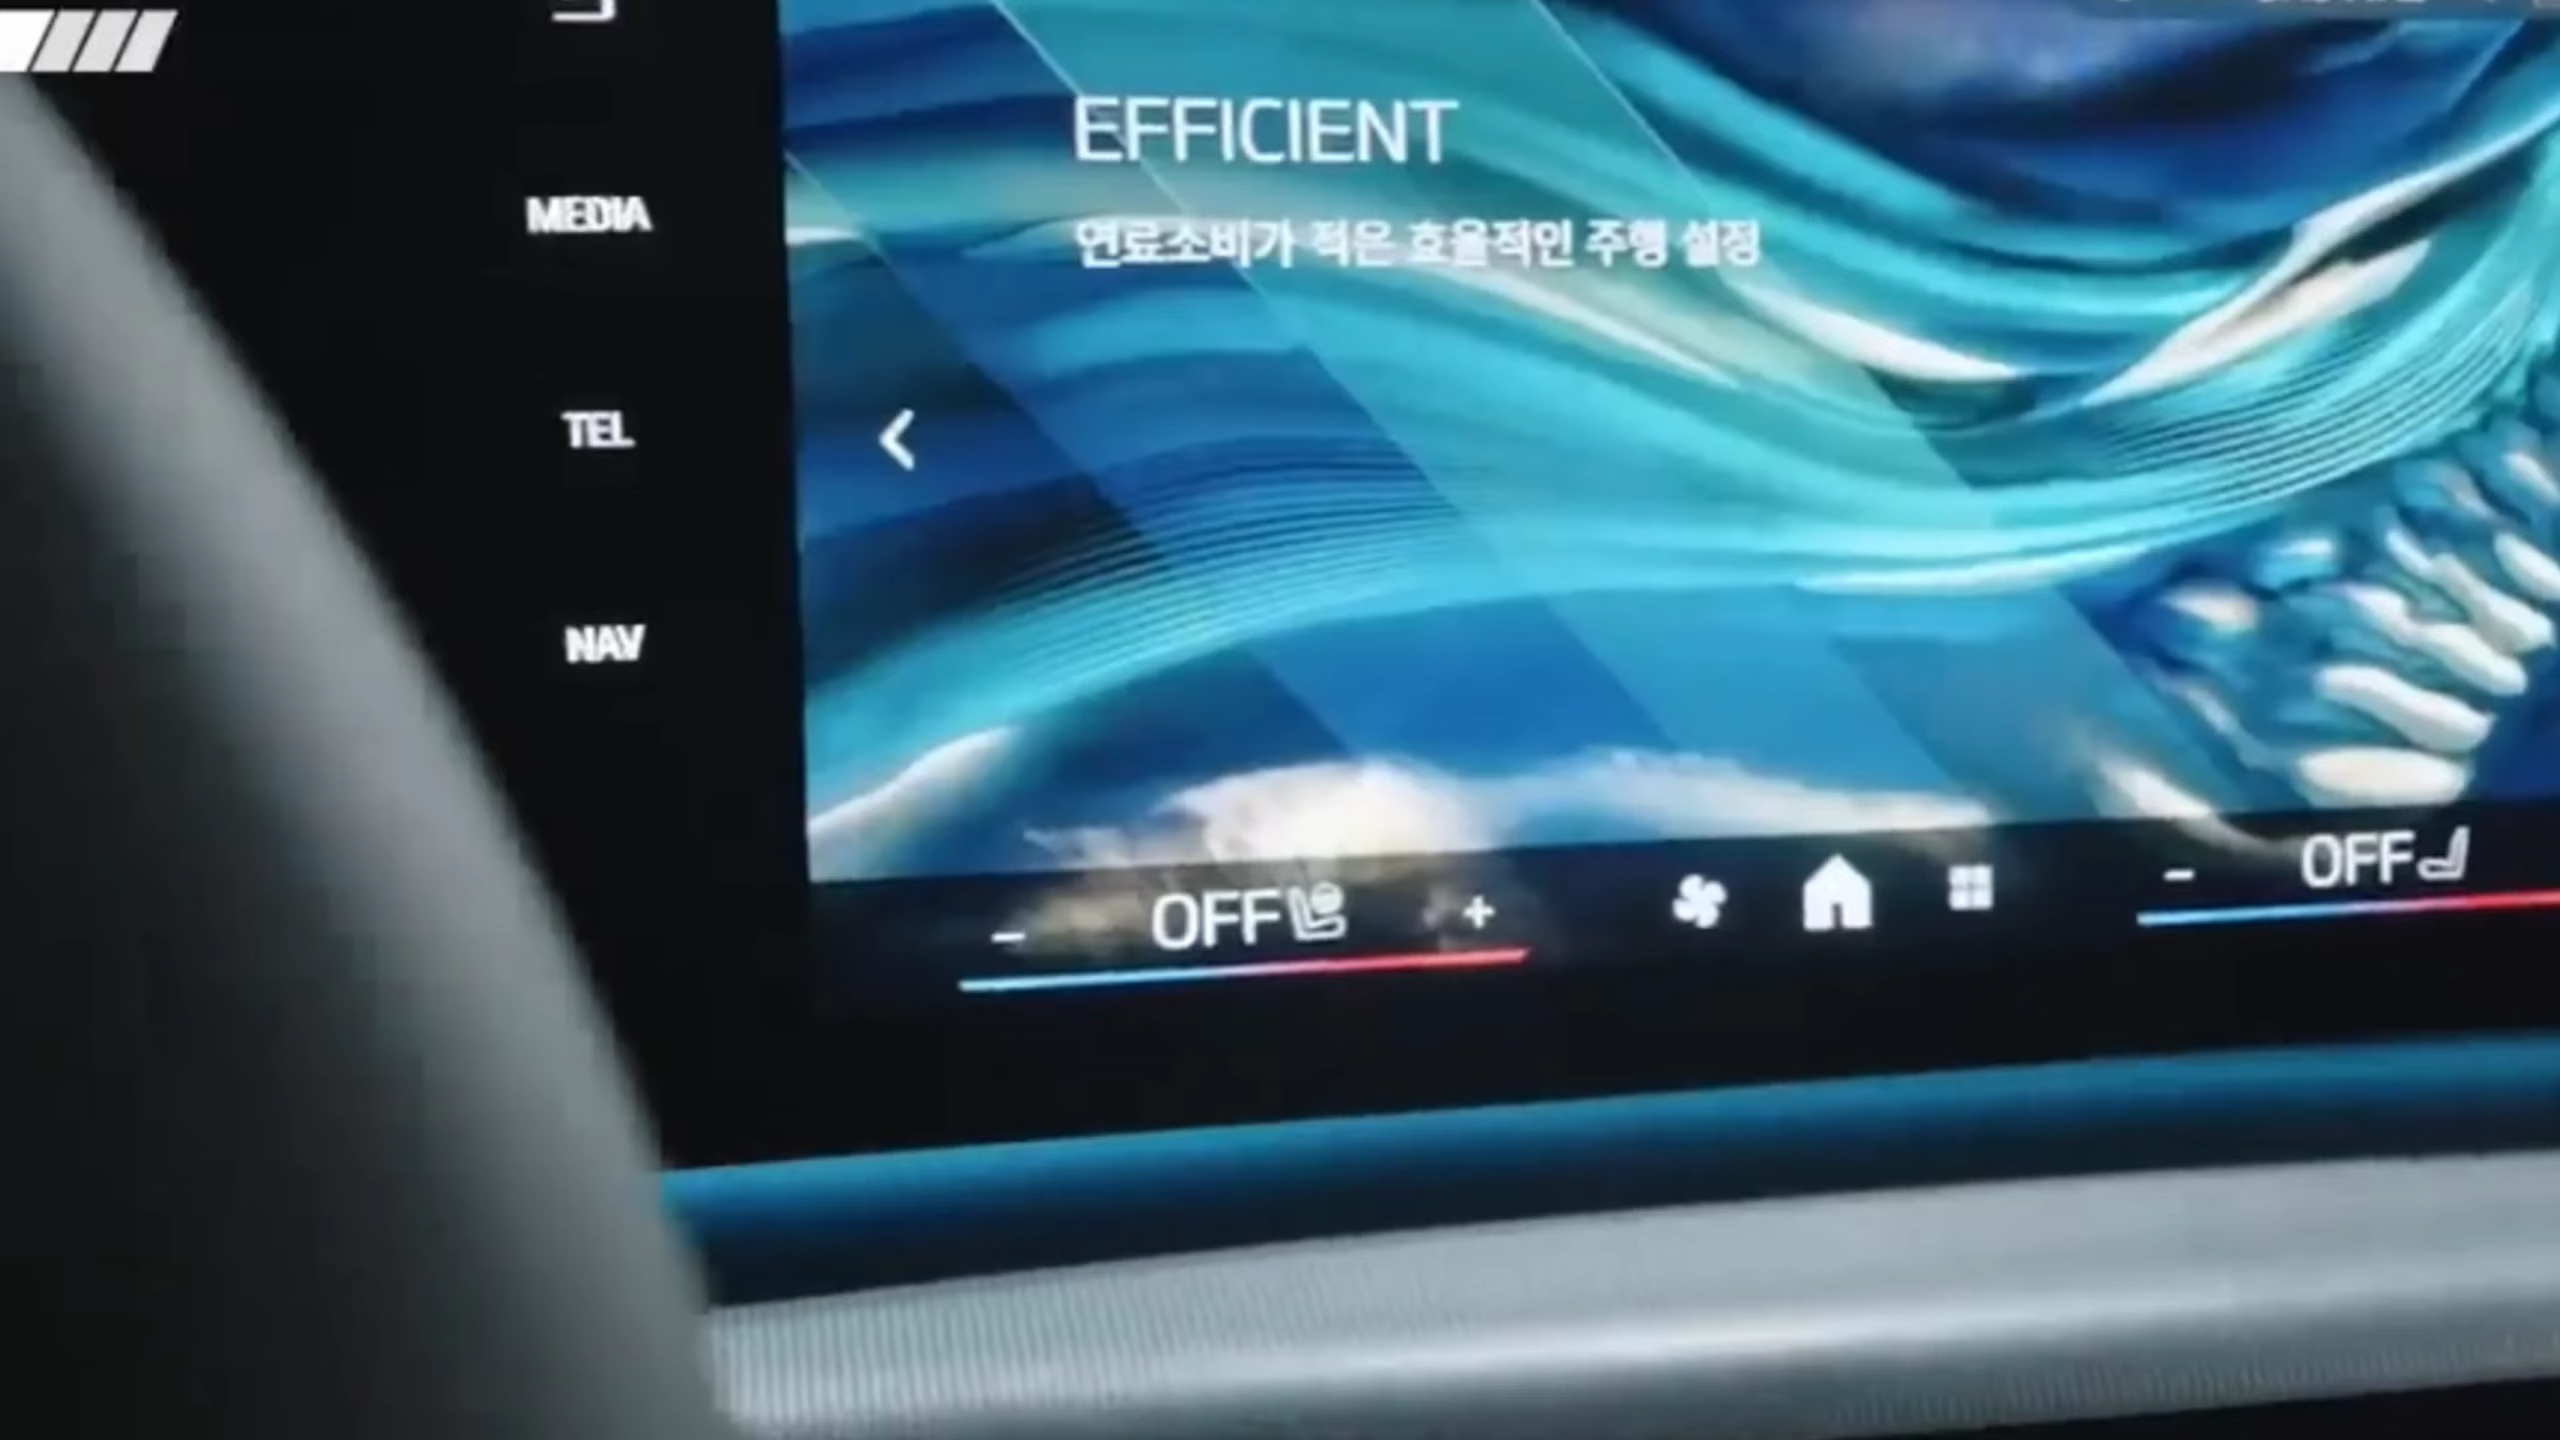 EFFICIENT
연료소비가 적은 효율적인 주행 설정
MEDIA
TEL
NAV
- OFF +
- OFF